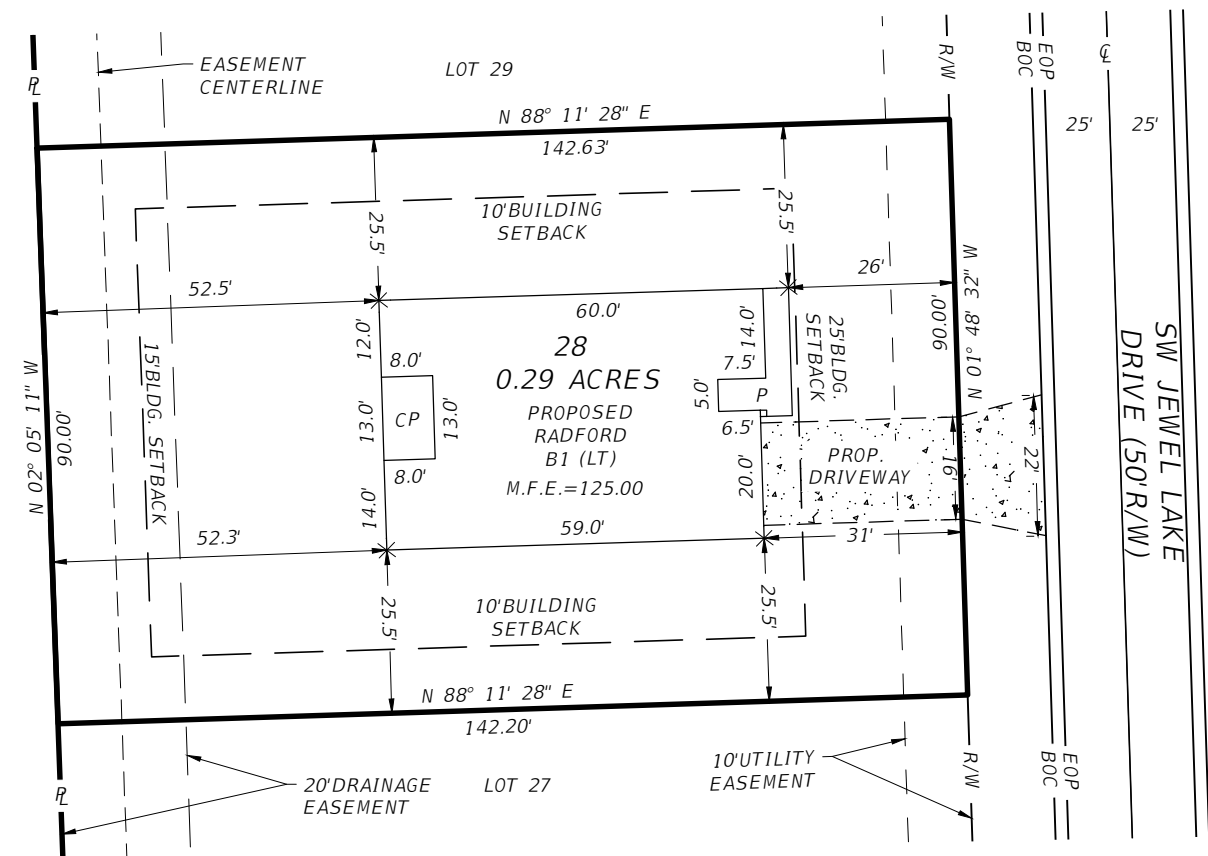 EASEMENT
CENTERLINE
LOT 29
R/W
EOP
BOC
℄
℄
25'
25'
N 88° 11' 28" E
142.63'
25.5'
25.5'
10'BUILDING
SETBACK
52.5'
60.0'
26'
12.0'
8.0'
13.0'
CP
13.0'
8.0'
14.0'
28
0.29 ACRES
PROPOSED
RADFORD
B1 (LT)
M.F.E.=125.00
14.0'
7.5'
5.0'
P
6.5'
20.0'
25'BLDG.
SETBACK
PROP.
DRIVEWAY
16'
22'
N 01° 48' 32" W
90.00'
SW JEWEL LAKE
DRIVE (50'R/W)
N 02° 05' 11" W
90.00'
15'BLDG. SETBACK
52.3'
59.0'
31'
25.5'
25.5'
10'BUILDING
SETBACK
N 88° 11' 28" E
142.20'
20'DRAINAGE
EASEMENT
LOT 27
10'UTILITY
EASEMENT
R/W
EOP
BOC
PL
PL